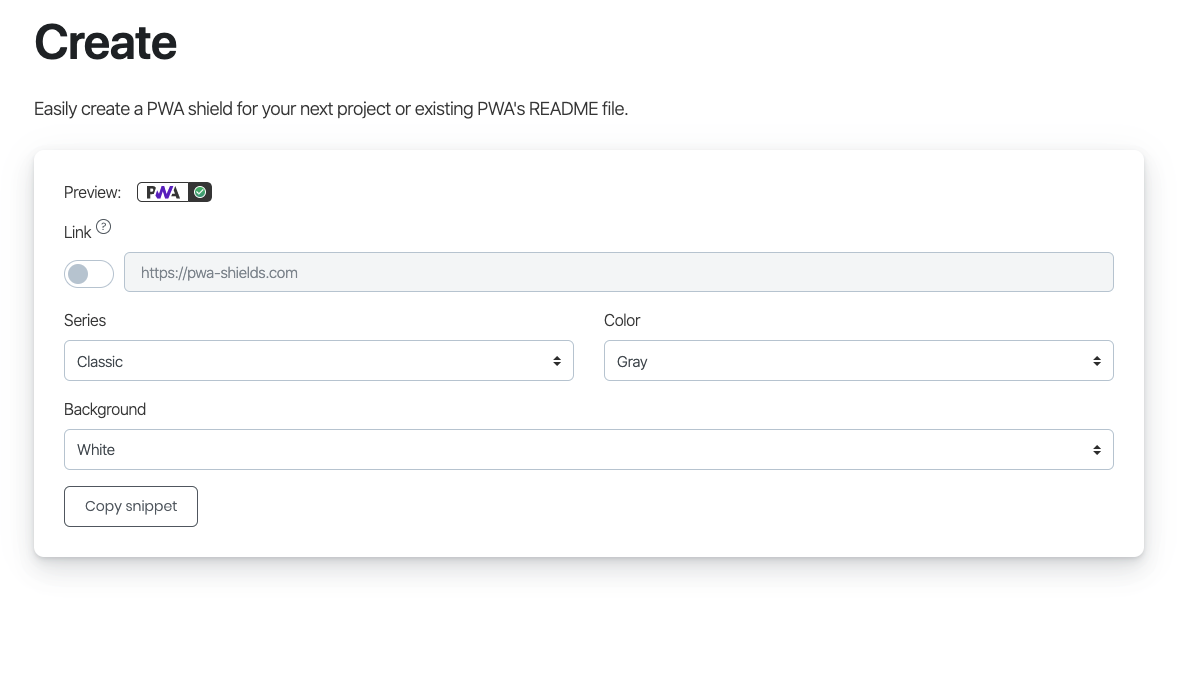 Create
Easily create a PWA shield for your next project or existing PWA's README file.
Preview: PWA
Link ?
https://pwa-shields.com
Series Color
Classic Gray
Background
White
Copy snippet